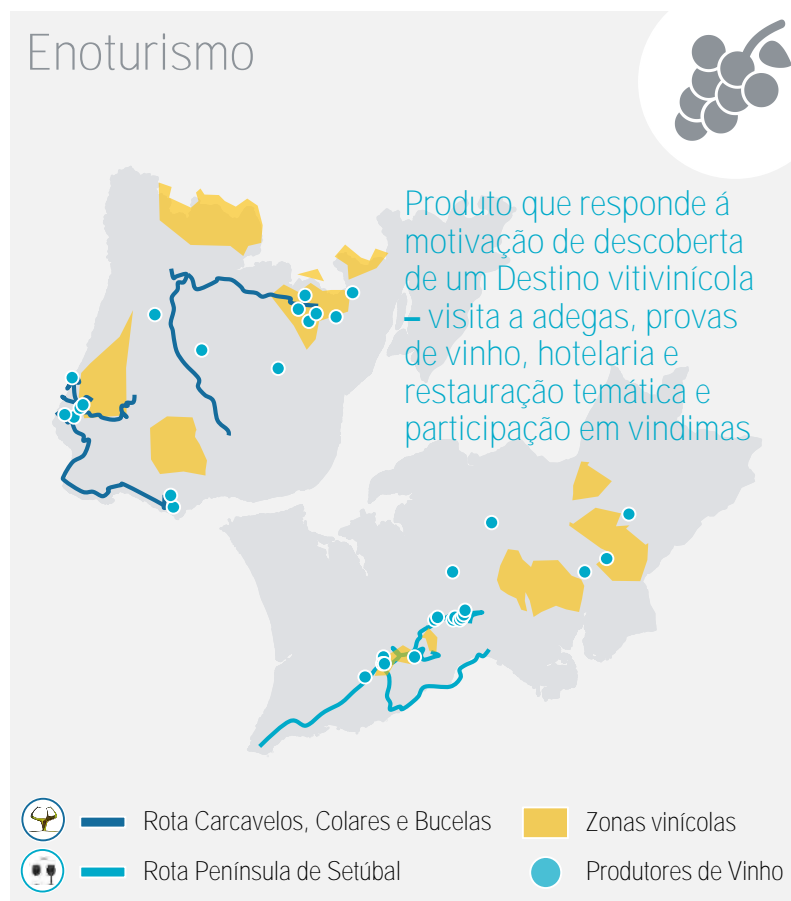 Enoturismo
Produto que responde á
motivação de descoberta
de um Destino vitivinícola
– visita a adegas, provas
de vinho, hotelaria e
restauração temática e
participação em vindimas
Rota Carcavelos, Colares e Bucelas
Zonas vinícolas
Rota Península de Setúbal
Produtores de Vinho